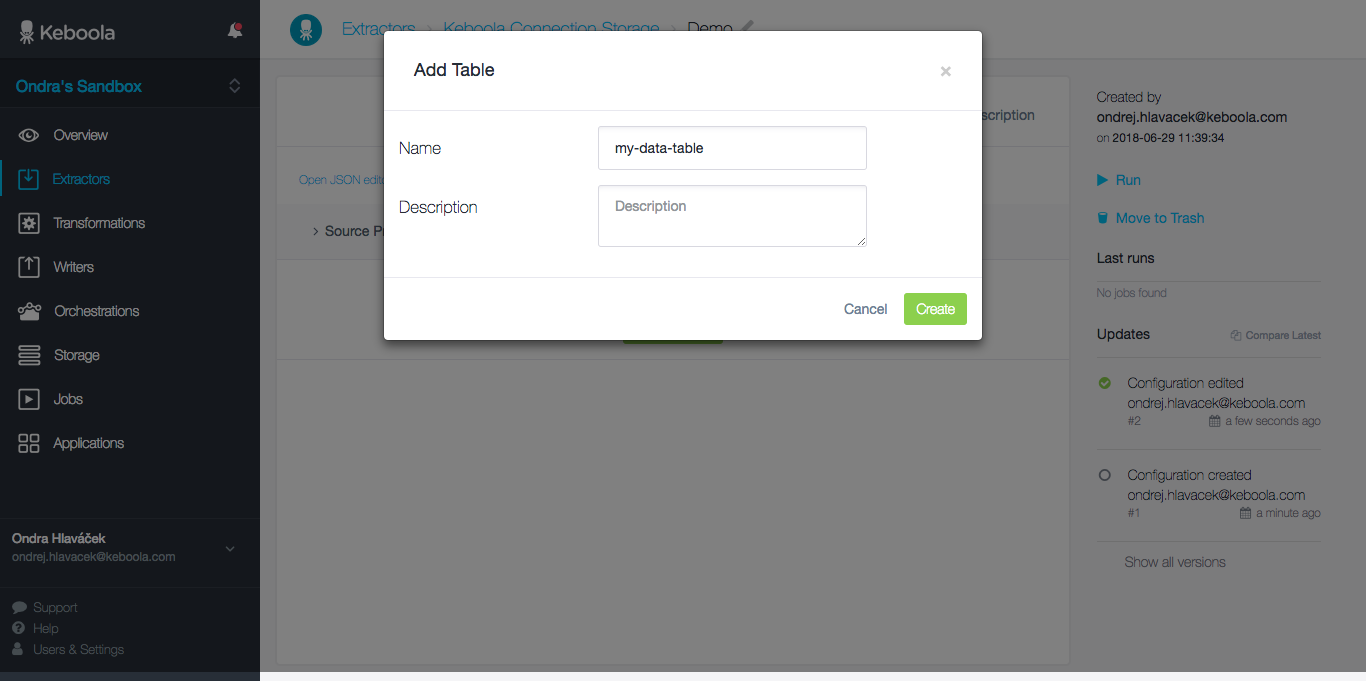 Keboola
Ondra's Sandbox
Overview
Extractors
Transformations
Writers
Orchestrations
Storage
Jobs
Applications
Ondra Hlaváček
ondrej.hlavacek@keboola.com
Support
Help
Users & Settings
Extractors › Keboola Connection Storage › Demo
scription
Open JSON edit
Source P
Add Table
×
Name
my-data-table
Description
Description
Cancel
Create
Created by
ondrej.hlavacek@keboola.com
on 2018-06-29 11:39:34
Run
Move to Trash
Last runs
No jobs found
Updates
Compare Latest
Configuration edited
ondrej.hlavacek@keboola.com
#2 a few seconds ago
Configuration created
ondrej.hlavacek@keboola.com
#1 a minute ago
Show all versions